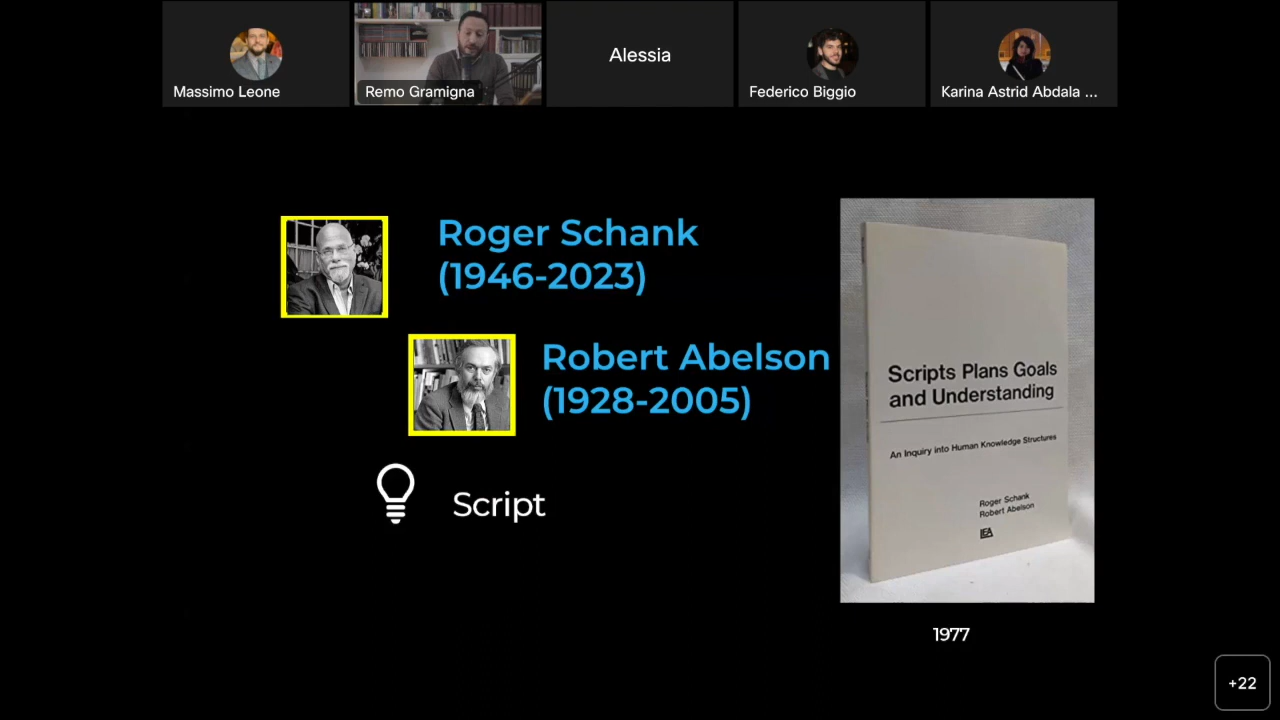 Massimo Leone
Remo Gramigna
Alessia
Federico Biggio
Karina Astrid Abdala ...
Roger Schank
(1946-2023)
Robert Abelson
(1928-2005)
Script
Scripts Plans Goals
and Understanding
An Inquiry into Human Knowledge Structures
Roger Schank
Robert Abelson
LEA
1977
+22